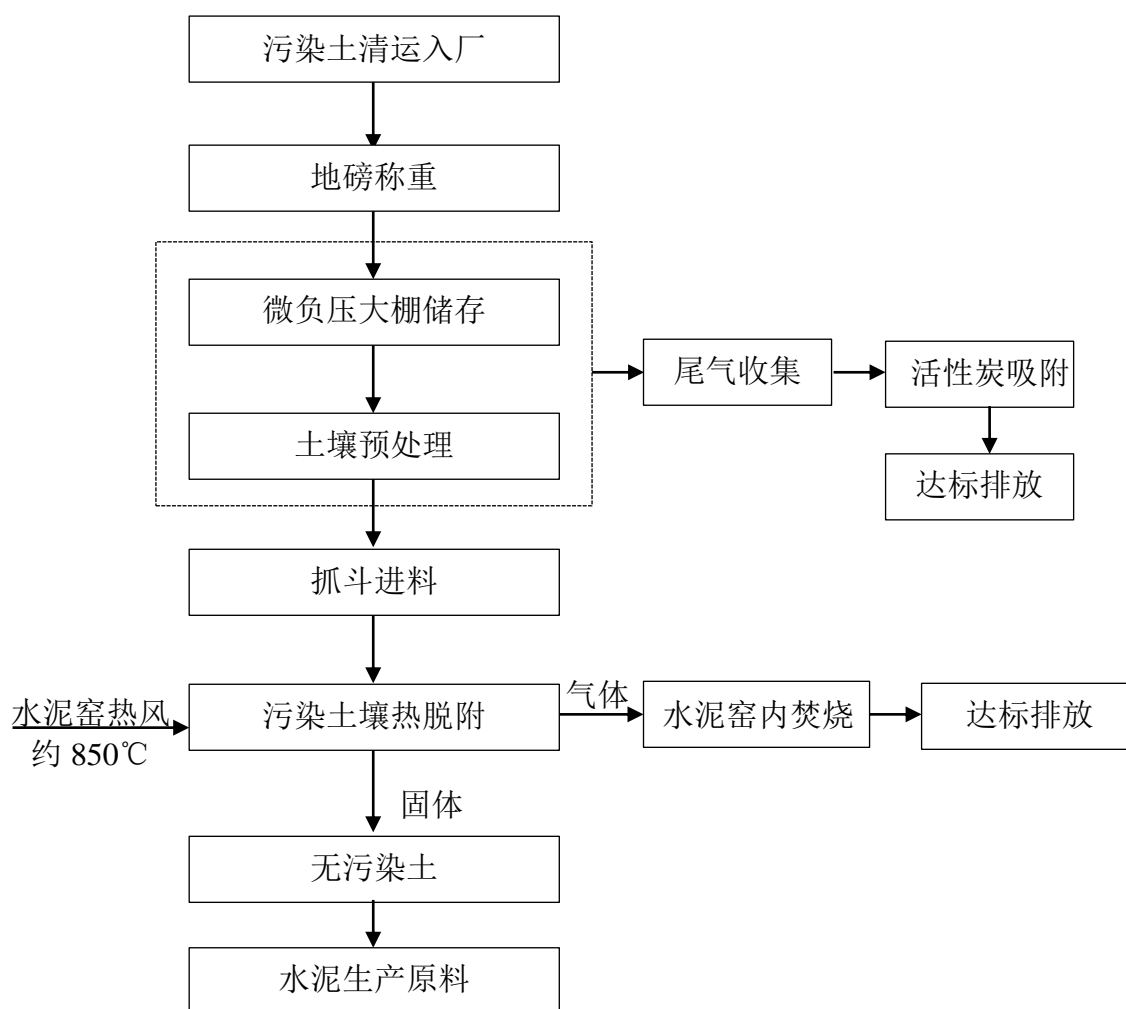 污染土清运入厂
地磅称重
微负压大棚储存
尾气收集
活性炭吸附
土壤预处理
达标排放
抓斗进料
水泥窑热风
约 850℃
污染土壤热脱附
气体
水泥窑内焚烧
达标排放
固体
无污染土
水泥生产原料